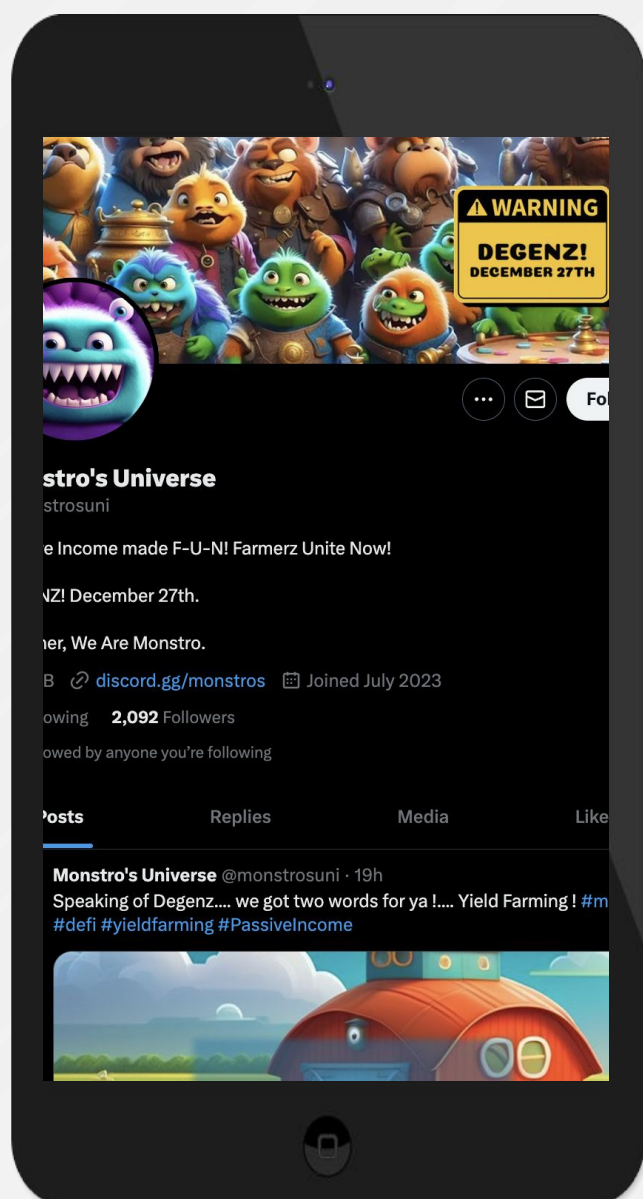 WARNING
DEGENZ!
DECEMBER 27TH
Fol
stro's Universe
strosuni
e Income made F-U-N! Farmerz Unite Now!
NZ! December 27th.
er, We Are Monstro.
B discord.gg/monstros Joined July 2023
owing 2,092 Followers
owed by anyone you're following
Posts Replies Media Like
Monstro's Universe @monstrosuni · 19h
Speaking of Degenz.... we got two words for ya !.... Yield Farming ! #m
#defi #yieldfarming #PassiveIncome